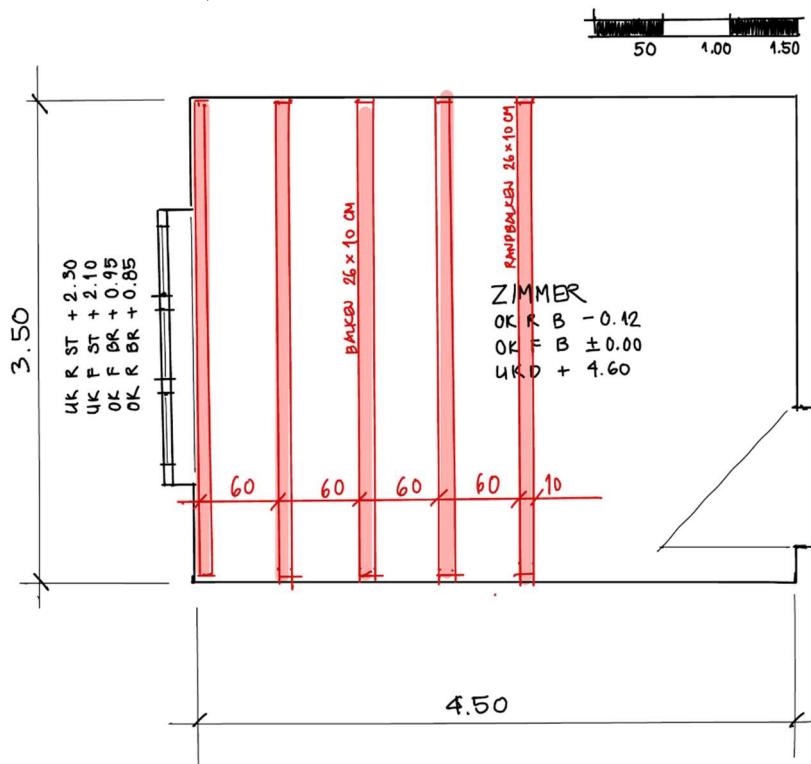 50 1.00 1.50
3.50
UK R ST + 2.30
UK F ST + 2.10
OK F BR + 0.95
OK R BR + 0.85
BALKEN 26 x 10 CM
RANDBALKEN 26 x 10 CM
ZIMMER
OK R B - 0.12
OK F B ± 0.00
UKD + 4.60
60 60 60 60 10
4.50